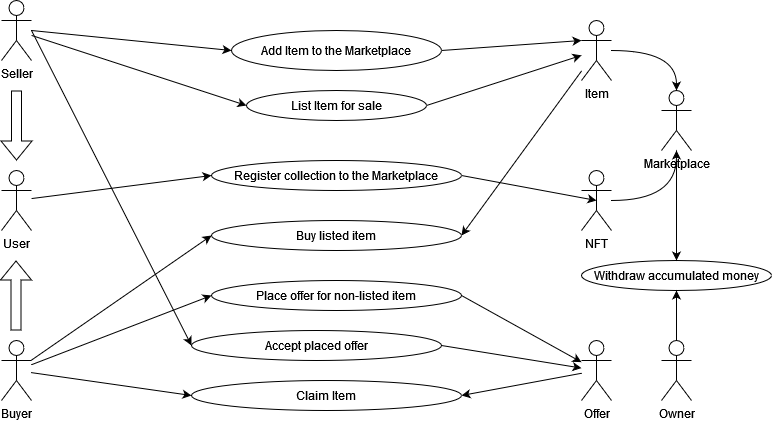 Add Item to the Marketplace
Seller
List Item for sale
Item
Marketplace
Register collection to the Marketplace
User
Buy listed item
NFT
Withdraw accumulated money
Place offer for non-listed item
Accept placed offer
Claim Item
Buyer
Offer
Owner